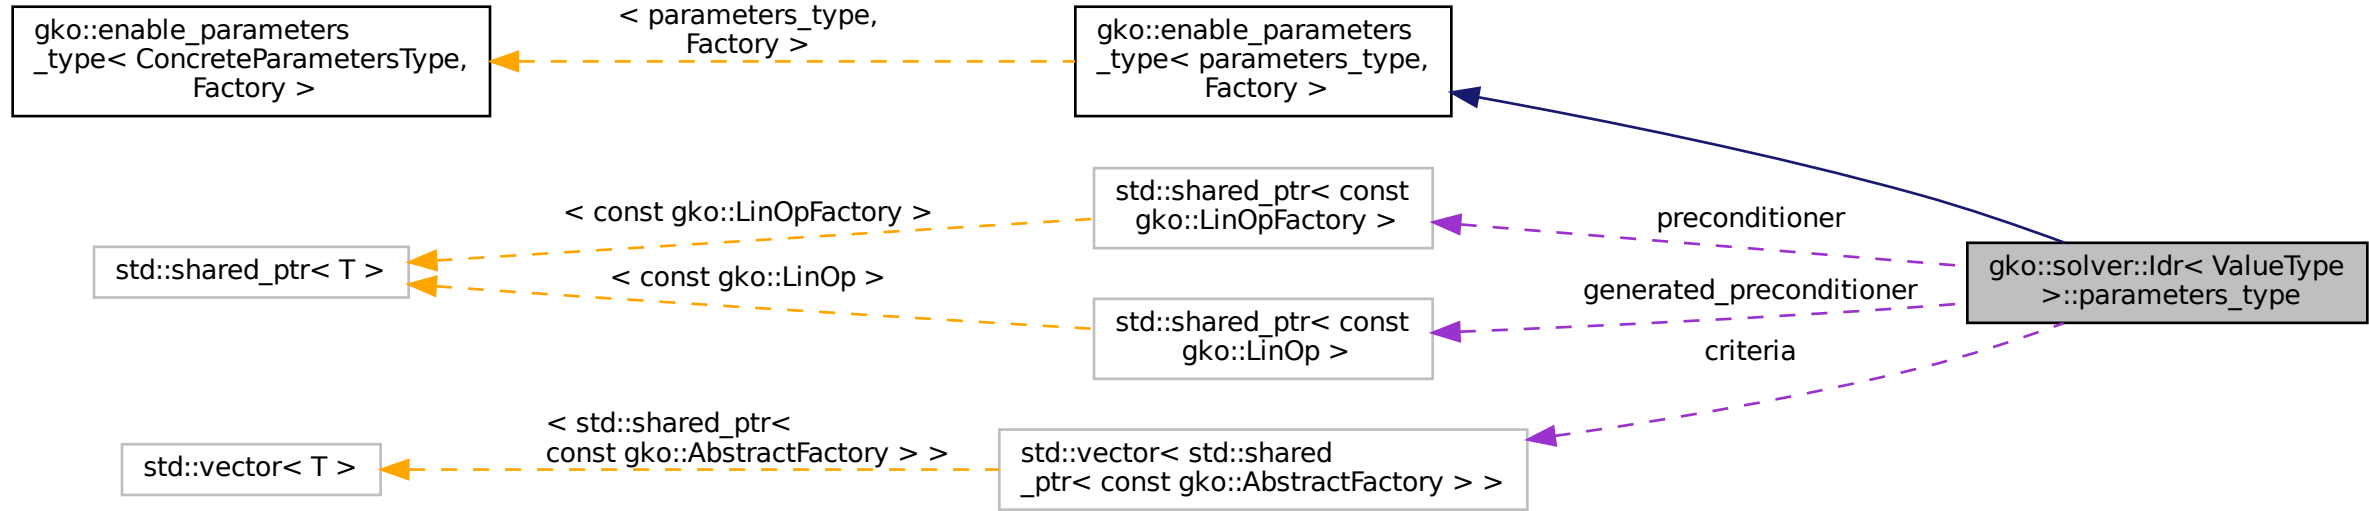 gko::enable_parameters
_type< ConcreteParametersType,
Factory >
< parameters_type,
Factory >
gko::enable_parameters
_type< parameters_type,
Factory >
std::shared_ptr< T >
< const gko::LinOpFactory >
< const gko::LinOp >
std::shared_ptr< const
gko::LinOpFactory >
std::shared_ptr< const
gko::LinOp >
preconditioner
generated_preconditioner
criteria
gko::solver::Idr< ValueType
>::parameters_type
std::vector< T >
< std::shared_ptr<
const gko::AbstractFactory > >
std::vector< std::shared
_ptr< const gko::AbstractFactory > >